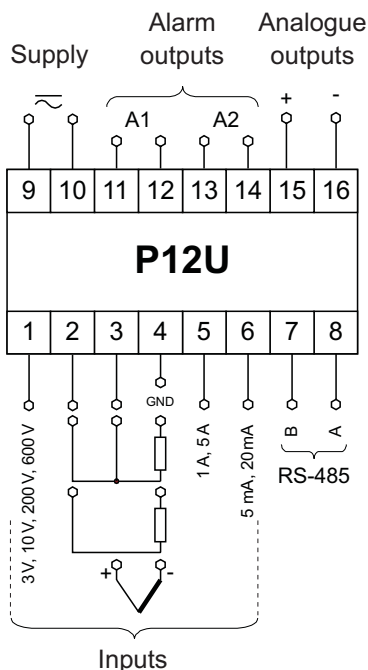 Supply
Alarm outputs
Analogue outputs
A1
A2
+
-
9 10 11 12 13 14 15 16
P12U
1 2 3 4 5 6 7 8
3 V, 10 V, 200 V, 600 V
GND
1 A, 5 A
5 mA, 20 mA
B
A
RS-485
+
-
Inputs